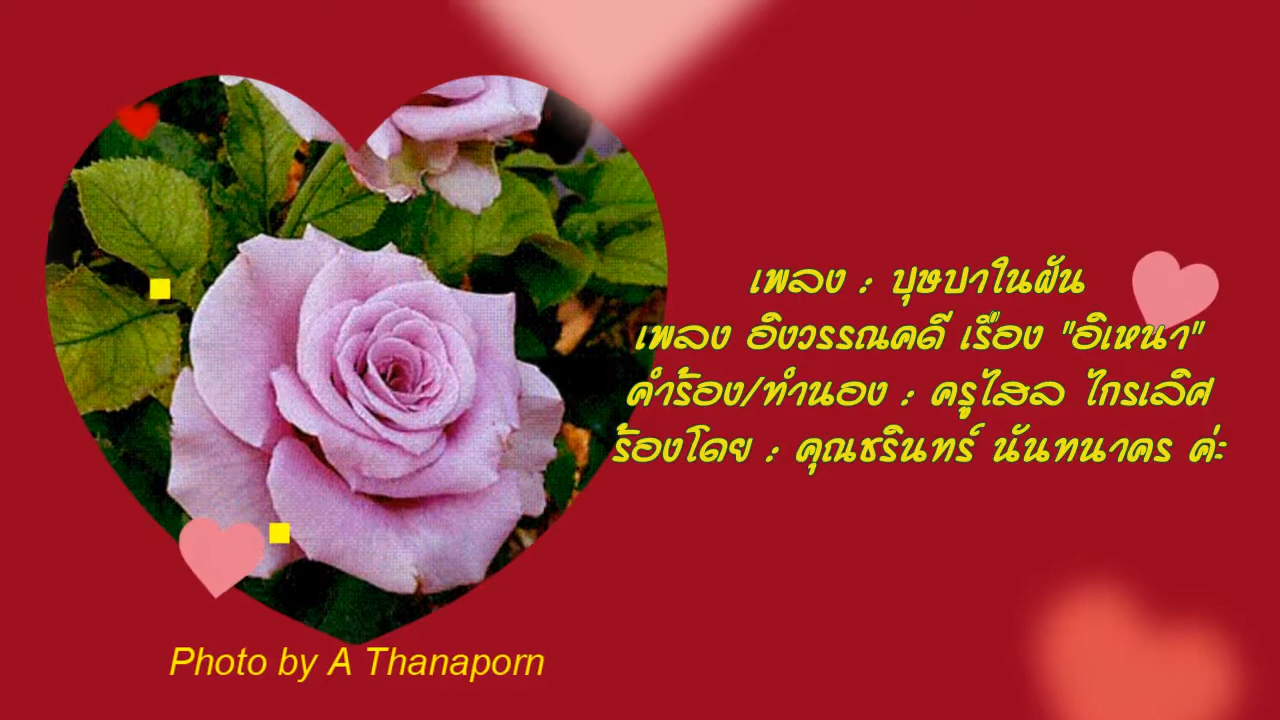 เพลง : ปุษบาในฝัน
เพลง อิงวรรณคดี เรื่อง "อิเหนา"
คำร้อง/ทำนอง : ครูไสล ไกรเลิศ
ร้องโดย : คุณชรินทร์ นันทนาคร ค่ะ
Photo by A Thanaporn